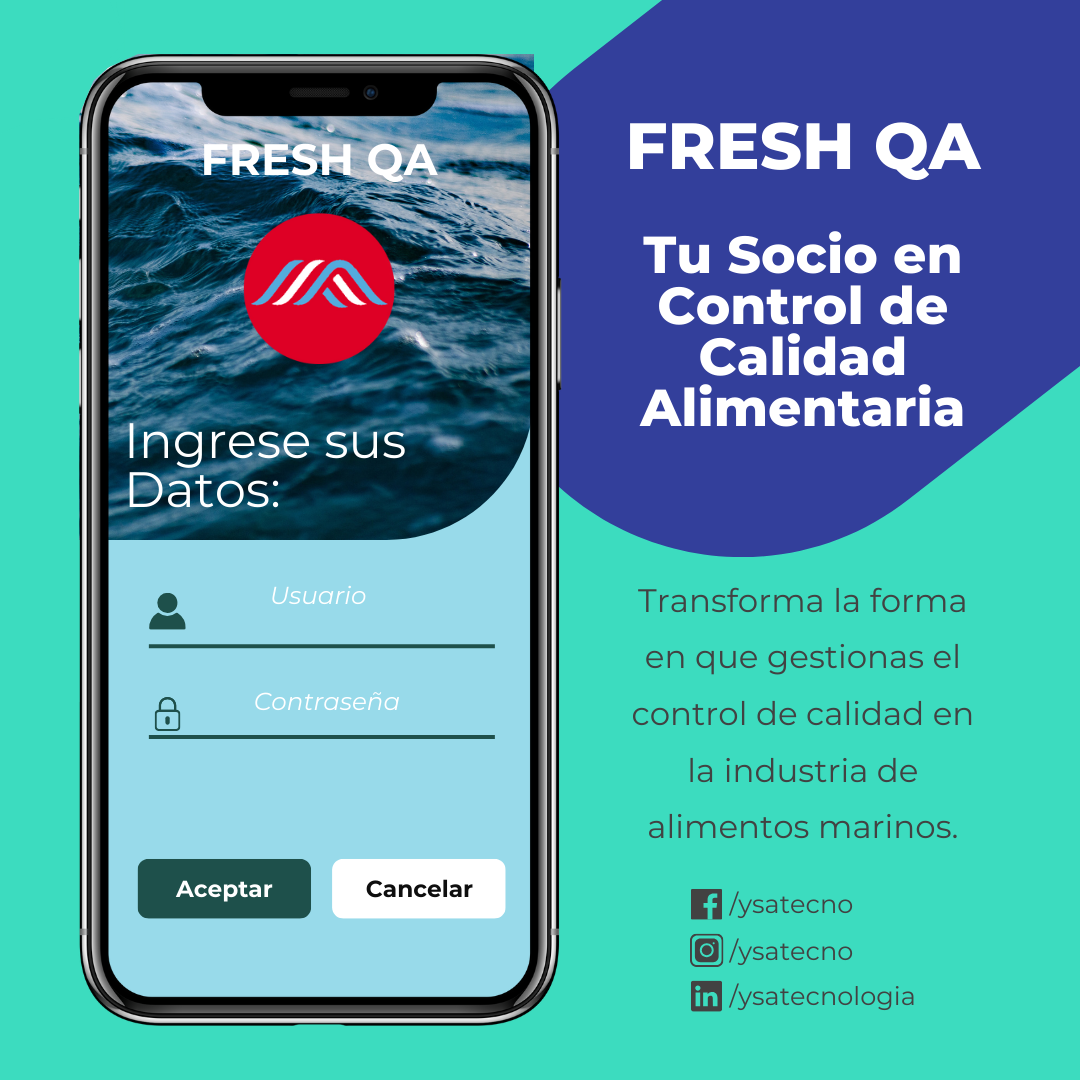 FRESH QA
Ingrese sus
Datos:
Usuario
Contraseña
Aceptar
Cancelar
FRESH QA
Tu Socio en
Control de
Calidad
Alimentaria
Transforma la forma
en que gestionas el
control de calidad en
la industria de
alimentos marinos.
/ysatecno
/ysatecno
/ysatecnologia